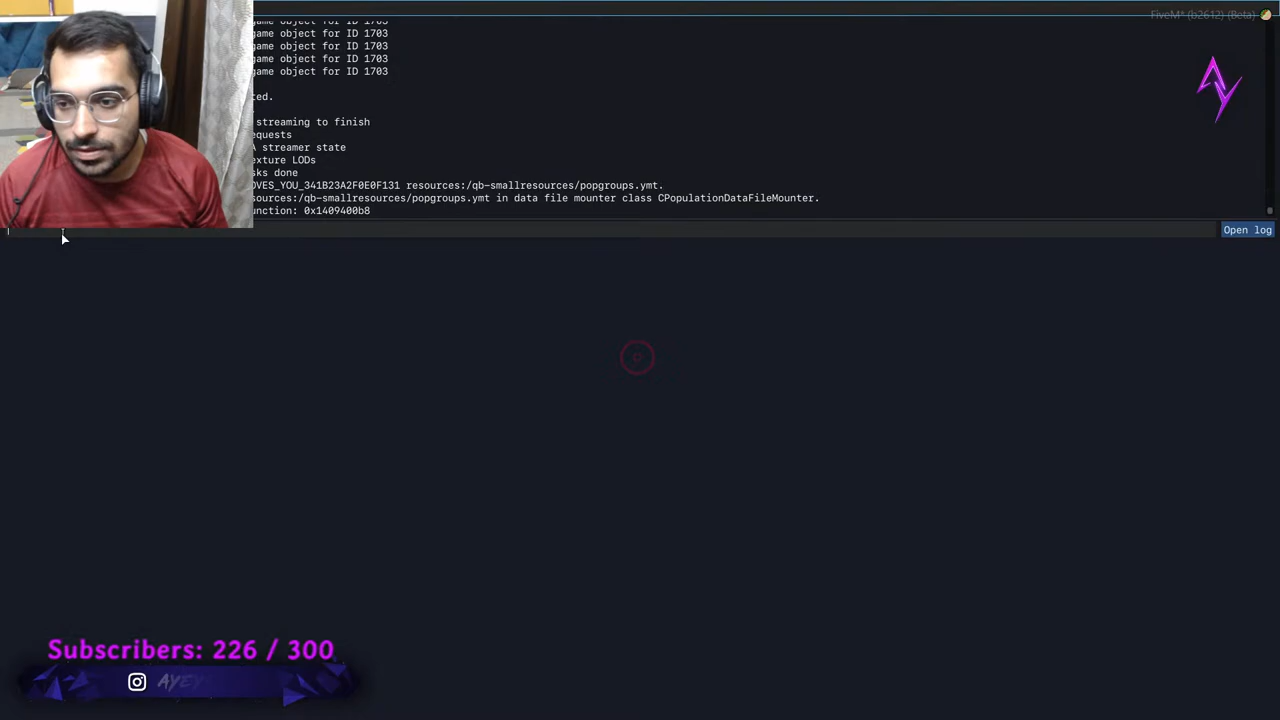 FiveM* (b2612) (Beta)
game object for ID 1703
game object for ID 1703
game object for ID 1703
game object for ID 1703
game object for ID 1703
ted.
streaming to finish
equests
A streamer state
exture LODs
sks done
OVES_YOU_341B23A2F0E0F131 resources:/qb-smallresources/popgroups.ymt.
sources:/qb-smallresources/popgroups.ymt in data file mounter class CPopulationDataFileMounter.
unction: 0x1409400b8
Open log
Subscribers: 226 / 300